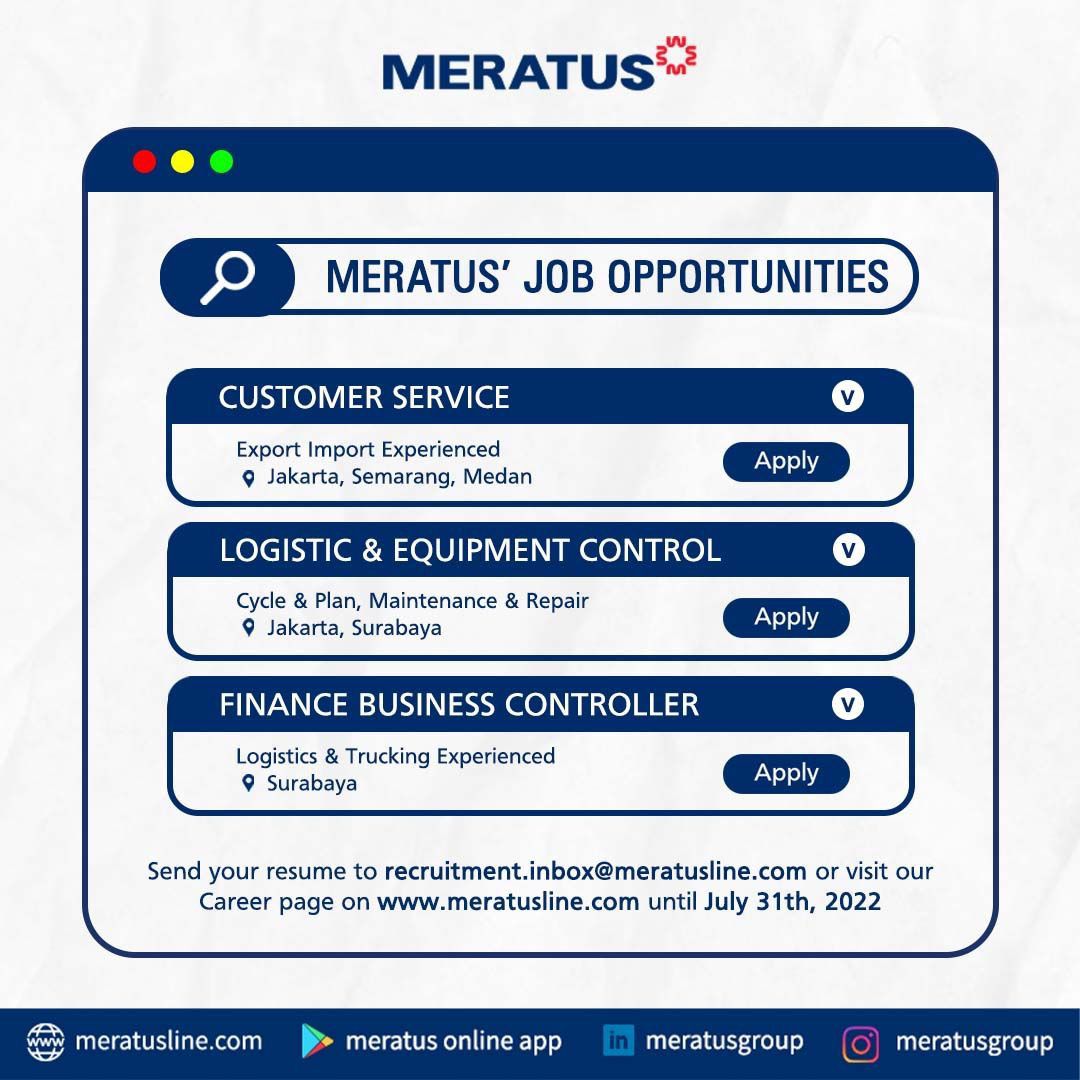 MERATUS
MERATUS' JOB OPPORTUNITIES
CUSTOMER SERVICE
V
Export Import Experienced
Jakarta, Semarang, Medan
Apply
LOGISTIC & EQUIPMENT CONTROL
V
Cycle & Plan, Maintenance & Repair
Jakarta, Surabaya
Apply
FINANCE BUSINESS CONTROLLER
V
Logistics & Trucking Experienced
Surabaya
Apply
Send your resume to recruitment.inbox@meratusline.com or visit our
Career page on www.meratusline.com until July 31th, 2022
www meratusline.com
meratus online app
in meratusgroup
meratusgroup